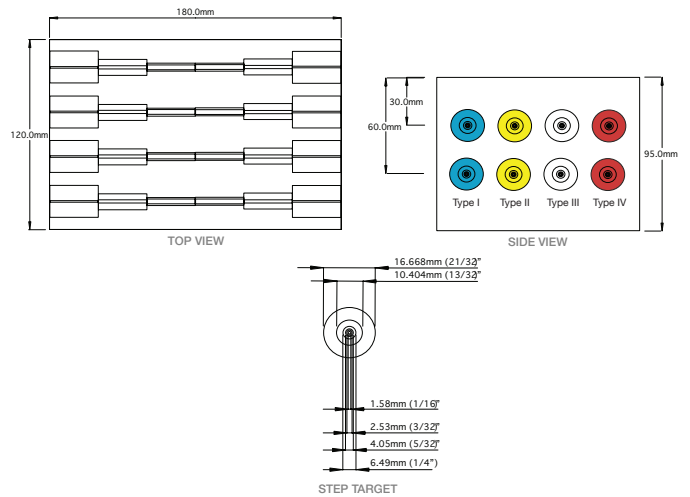 180.0mm
120.0mm
TOP VIEW
30.0mm
60.0mm
95.0mm
Type I
Type II
Type III
Type IV
SIDE VIEW
16.668mm (21/32)"
10.404mm (13/32)"
1.58mm (1/16)"
2.53mm (3/32)"
4.05mm (5/32)"
6.49mm (1/4")
STEP TARGET